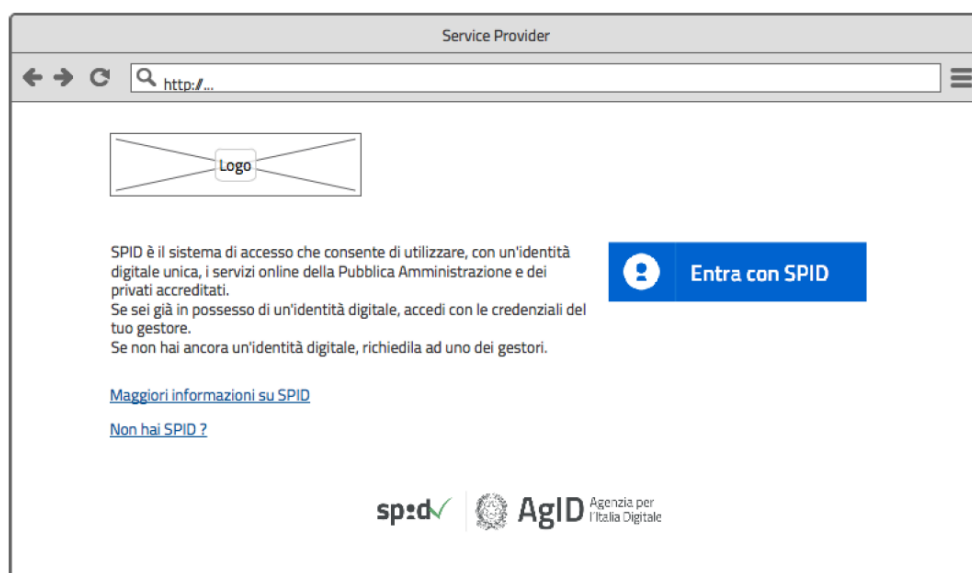 Service Provider
http://...
Logo
SPID è il sistema di accesso che consente di utilizzare, con un'identità
digitale unica, i servizi online della Pubblica Amministrazione e dei
privati accreditati.
Se sei già in possesso di un'identità digitale, accedi con le credenziali del
tuo gestore.
Se non hai ancora un'identità digitale, richiedila ad uno dei gestori.
Entra con SPID
Maggiori informazioni su SPID
Non hai SPID ?
spid
AgID
Agenzia per
l'Italia Digitale